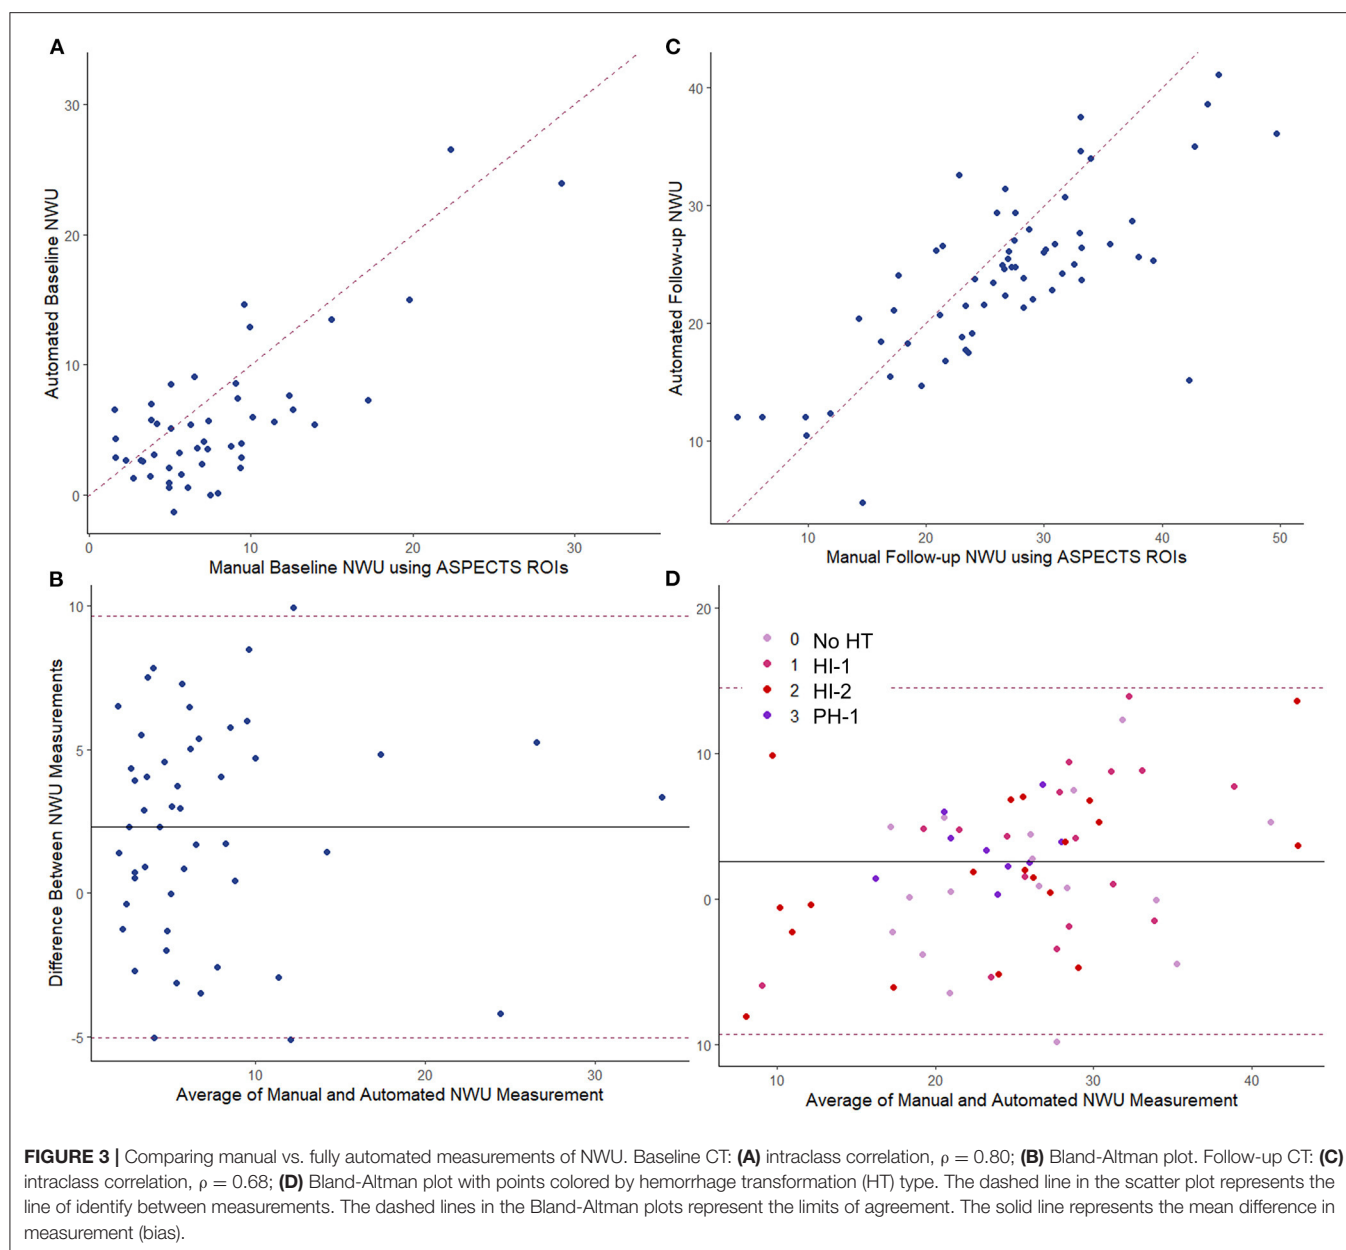 A
30
20
10
0
0
10
20
30
Automated Baseline NWU
Manual Baseline NWU using ASPECTS ROIs
C
40
30
20
10
10
20
30
40
50
Automated Follow-up NWU
Manual Follow-up NWU using ASPECTS ROIs
B
10
5
0
-5
10
20
30
Difference Between NWU Measurements
Average of Manual and Automated NWU Measurement
D
20
10
0
10
10
20
30
40
0 No HT
1 HI-1
2 HI-2
3 PH-1
Average of Manual and Automated NWU Measurement
FIGURE 3 | Comparing manual vs. fully automated measurements of NWU. Baseline CT: (A) intraclass correlation, ρ = 0.80; (B) Bland-Altman plot. Follow-up CT: (C)
intraclass correlation, ρ = 0.68; (D) Bland-Altman plot with points colored by hemorrhage transformation (HT) type. The dashed line in the scatter plot represents the
line of identify between measurements. The dashed lines in the Bland-Altman plots represent the limits of agreement. The solid line represents the mean difference in
measurement (bias).